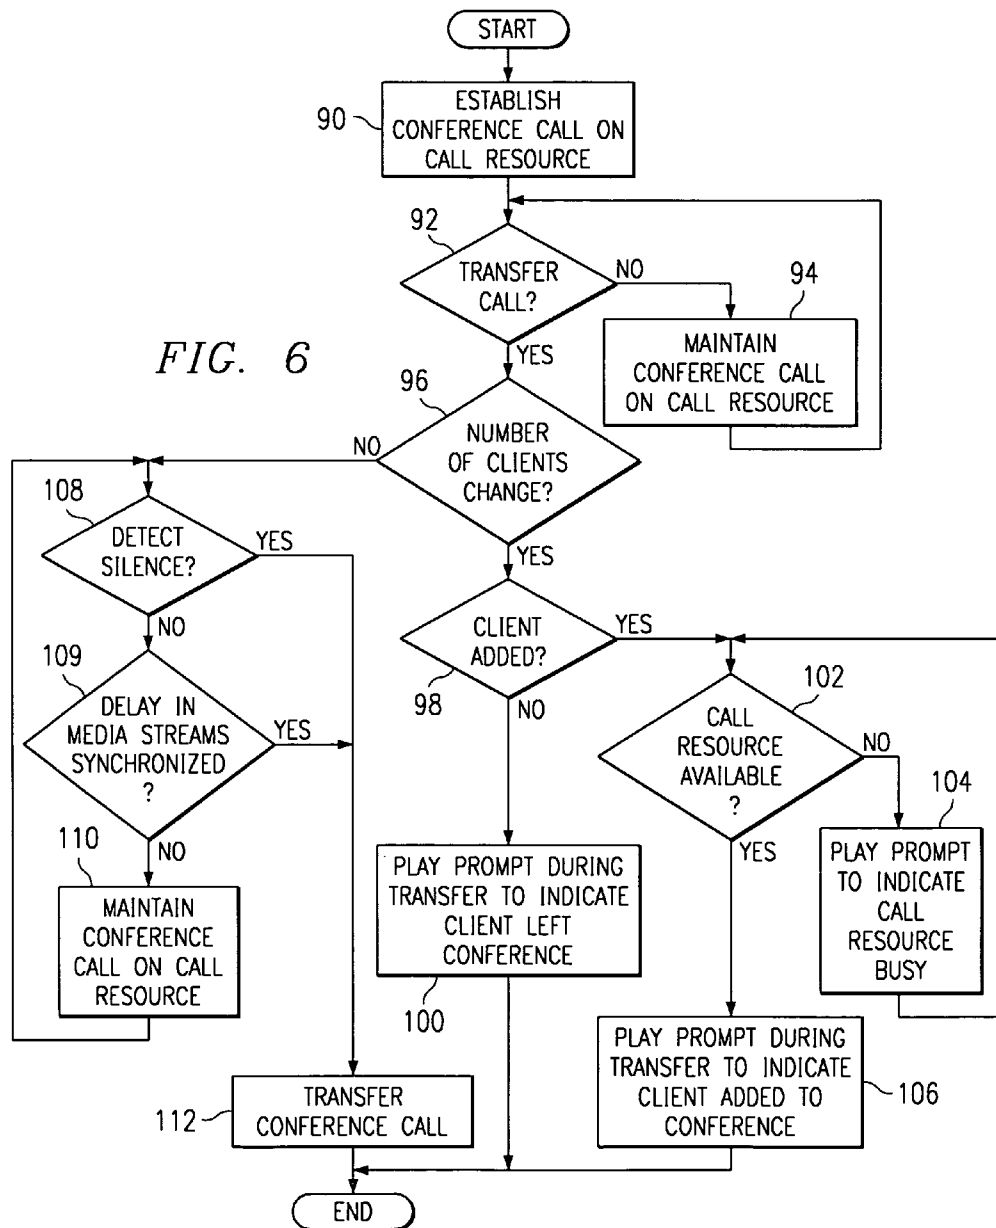 START
90
ESTABLISH
CONFERENCE CALL ON
CALL RESOURCE
92
TRANSFER
CALL?
NO
YES
94
MAINTAIN
CONFERENCE CALL
ON CALL RESOURCE
FIG. 6
96
NUMBER
OF CLIENTS
CHANGE?
NO
YES
108
DETECT
SILENCE?
YES
NO
98
CLIENT
ADDED?
YES
NO
109
DELAY IN
MEDIA STREAMS
SYNCHRONIZED
?
YES
NO
102
CALL
RESOURCE
AVAILABLE
?
NO
YES
104
PLAY PROMPT
TO INDICATE
CALL
RESOURCE
BUSY
110
MAINTAIN
CONFERENCE
CALL ON CALL
RESOURCE
PLAY PROMPT DURING
TRANSFER TO INDICATE
CLIENT LEFT
CONFERENCE
100
PLAY PROMPT DURING
TRANSFER TO INDICATE
CLIENT ADDED TO
CONFERENCE
106
112
TRANSFER
CONFERENCE CALL
END